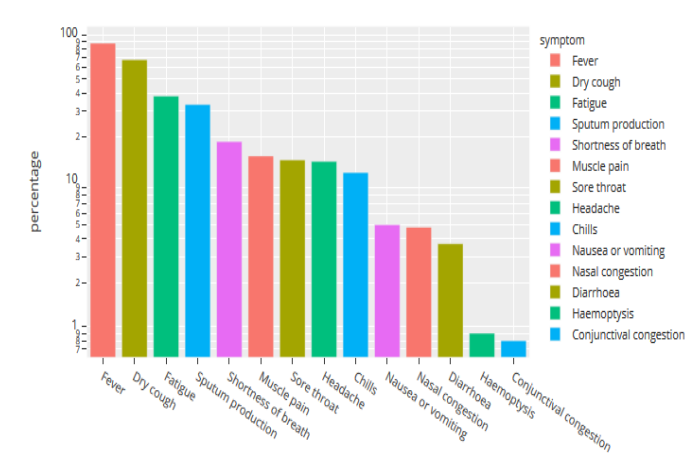 100
9
8
7
6
5
4
3
2
10
9
8
7
6
5
4
3
2
1
9
8
7
percentage
Fever
Dry cough
Fatigue
Sputum production
Shortness of breath
Muscle pain
Sore throat
Headache
Chills
Nausea or vomiting
Nasal congestion
Diarrhoea
Haemoptysis
Conjunctival congestion
symptom
Fever
Dry cough
Fatigue
Sputum production
Shortness of breath
Muscle pain
Sore throat
Headache
Chills
Nausea or vomiting
Nasal congestion
Diarrhoea
Haemoptysis
Conjunctival congestion